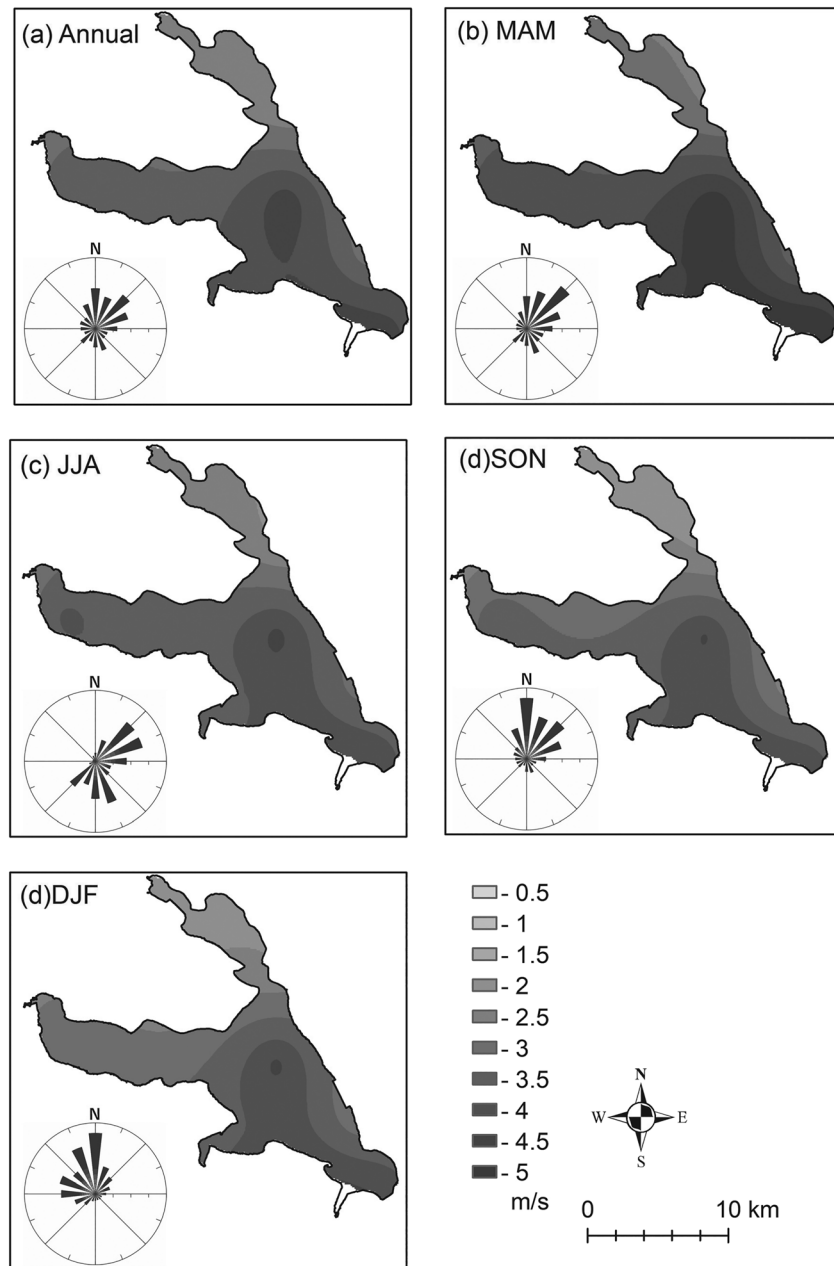 (a) Annual
N
(b) MAM
N
(c) JJA
N
(d)SON
N
(d)DJF
N
- 0.5
- 1
- 1.5
- 2
- 2.5
- 3
- 3.5
- 4
- 4.5
- 5
m/s
N
W E
S
0 10 km